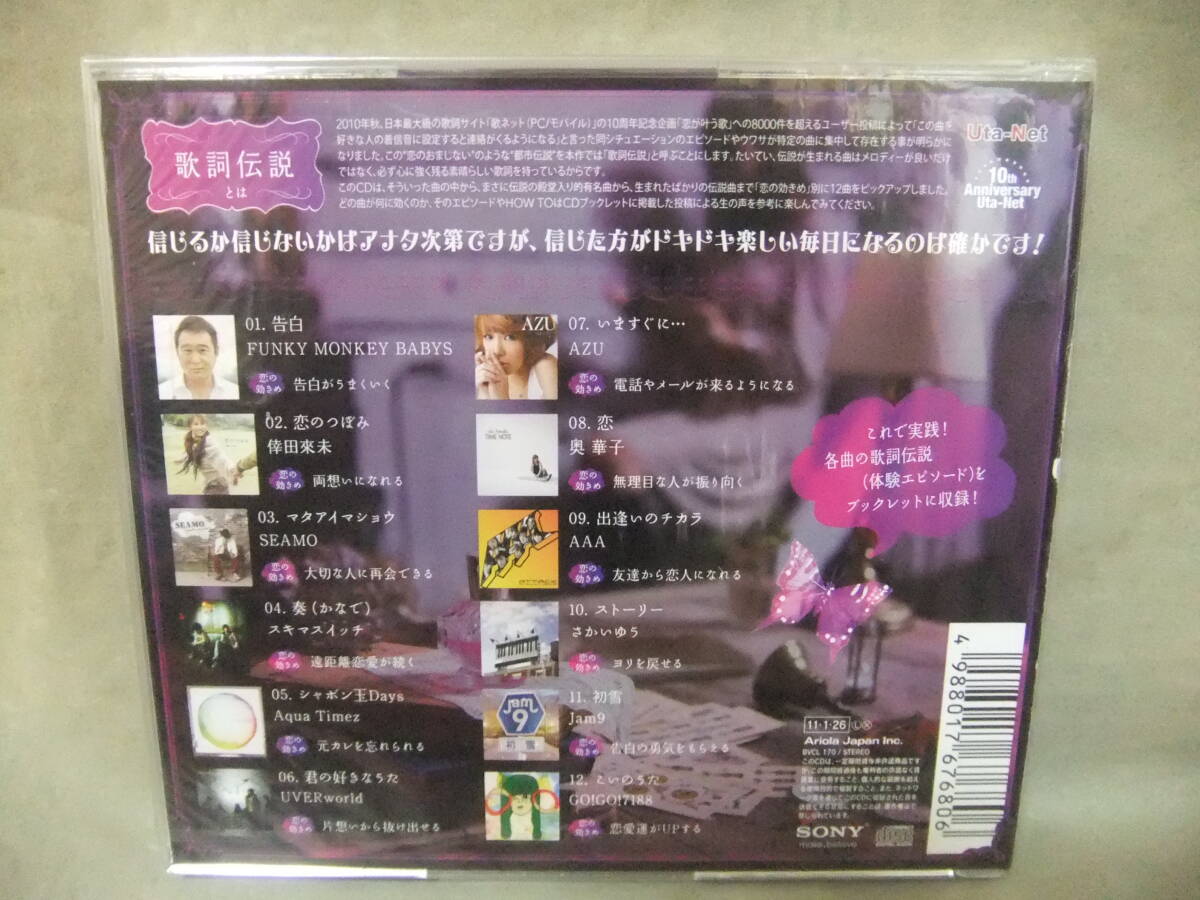 歌詞伝説
とは
2010年秋。日本最大級の歌詞サイト「歌ネット(PC/モバイル)」の10周年記念企画「恋が叶う歌」への8000件を超えるユーザー投稿によって「この曲を
好きな人の着信音に設定すると連絡がくるようになる」と言った同シチュエーションのエピソードやウワサが特定の曲に集中して存在する事が明らかに
なりました。この“恋のおまじない”のような“都市伝説”を本作では「歌詞伝説」と呼ぶことにします。たいてい、伝説が生まれる曲はメロディーが良いだけ
ではなく、必ず心に強く残る素晴らしい歌詞を持っているからです。
このCDは、そういった曲の中から、まさに伝説の殿堂入り的有名曲から、生まれたばかりの伝説曲まで「恋の効きめ」別に12曲をピックアップしました。
どの曲が何に効くのか、そのエピソードやHOW TOはCDブックレットに掲載した投稿による生の声を参考に楽しんでみてください。
Uta-Net
10th
Anniversary
Uta-Net
信じるか信じないかはアナタ次第ですが、信じた方がドキドキ楽しい毎日になるのは確かです!
01. 告白
FUNKY MONKEY BABYS
恋の効きめ 告白がうまくいく
02. 恋のつぼみ
倖田來未
恋の効きめ 両想いになれる
SEAMO
03. マタアイマショウ
SEAMO
恋の効きめ 大切な人に再会できる
04. 奏(かなで)
スキマスイッチ
恋の効きめ 遠距離恋愛が続く
05. シャボン玉Days
Aqua Timez
恋の効きめ 元カレを忘れられる
06. 君の好きなうた
UVERworld
恋の効きめ 片想いから抜け出せる
AZU
07. いますぐに…
AZU
恋の効きめ 電話やメールが来るようになる
TIME NOTE
08. 恋
奥 華子
恋の効きめ 無理目な人が振り向く
09. 出逢いのチカラ
AAA
恋の効きめ 友達から恋人になれる
10. ストーリー
さかいゆう
恋の効きめ ヨリを戻せる
Jam
9
初雪
11. 初雪
Jam9
恋の効きめ 告白の勇気をもらえる
12. こいのうた
GO!GO!7188
恋の効きめ 恋愛運がUPする
これで実践!
各曲の歌詞伝説
(体験エピソード)を
ブックレットに収録!
11・1・26 Ⓛ Ⓧ
Ariola Japan Inc.
BVCL 170 / STEREO
SONY
make.believe
4 988017 676806